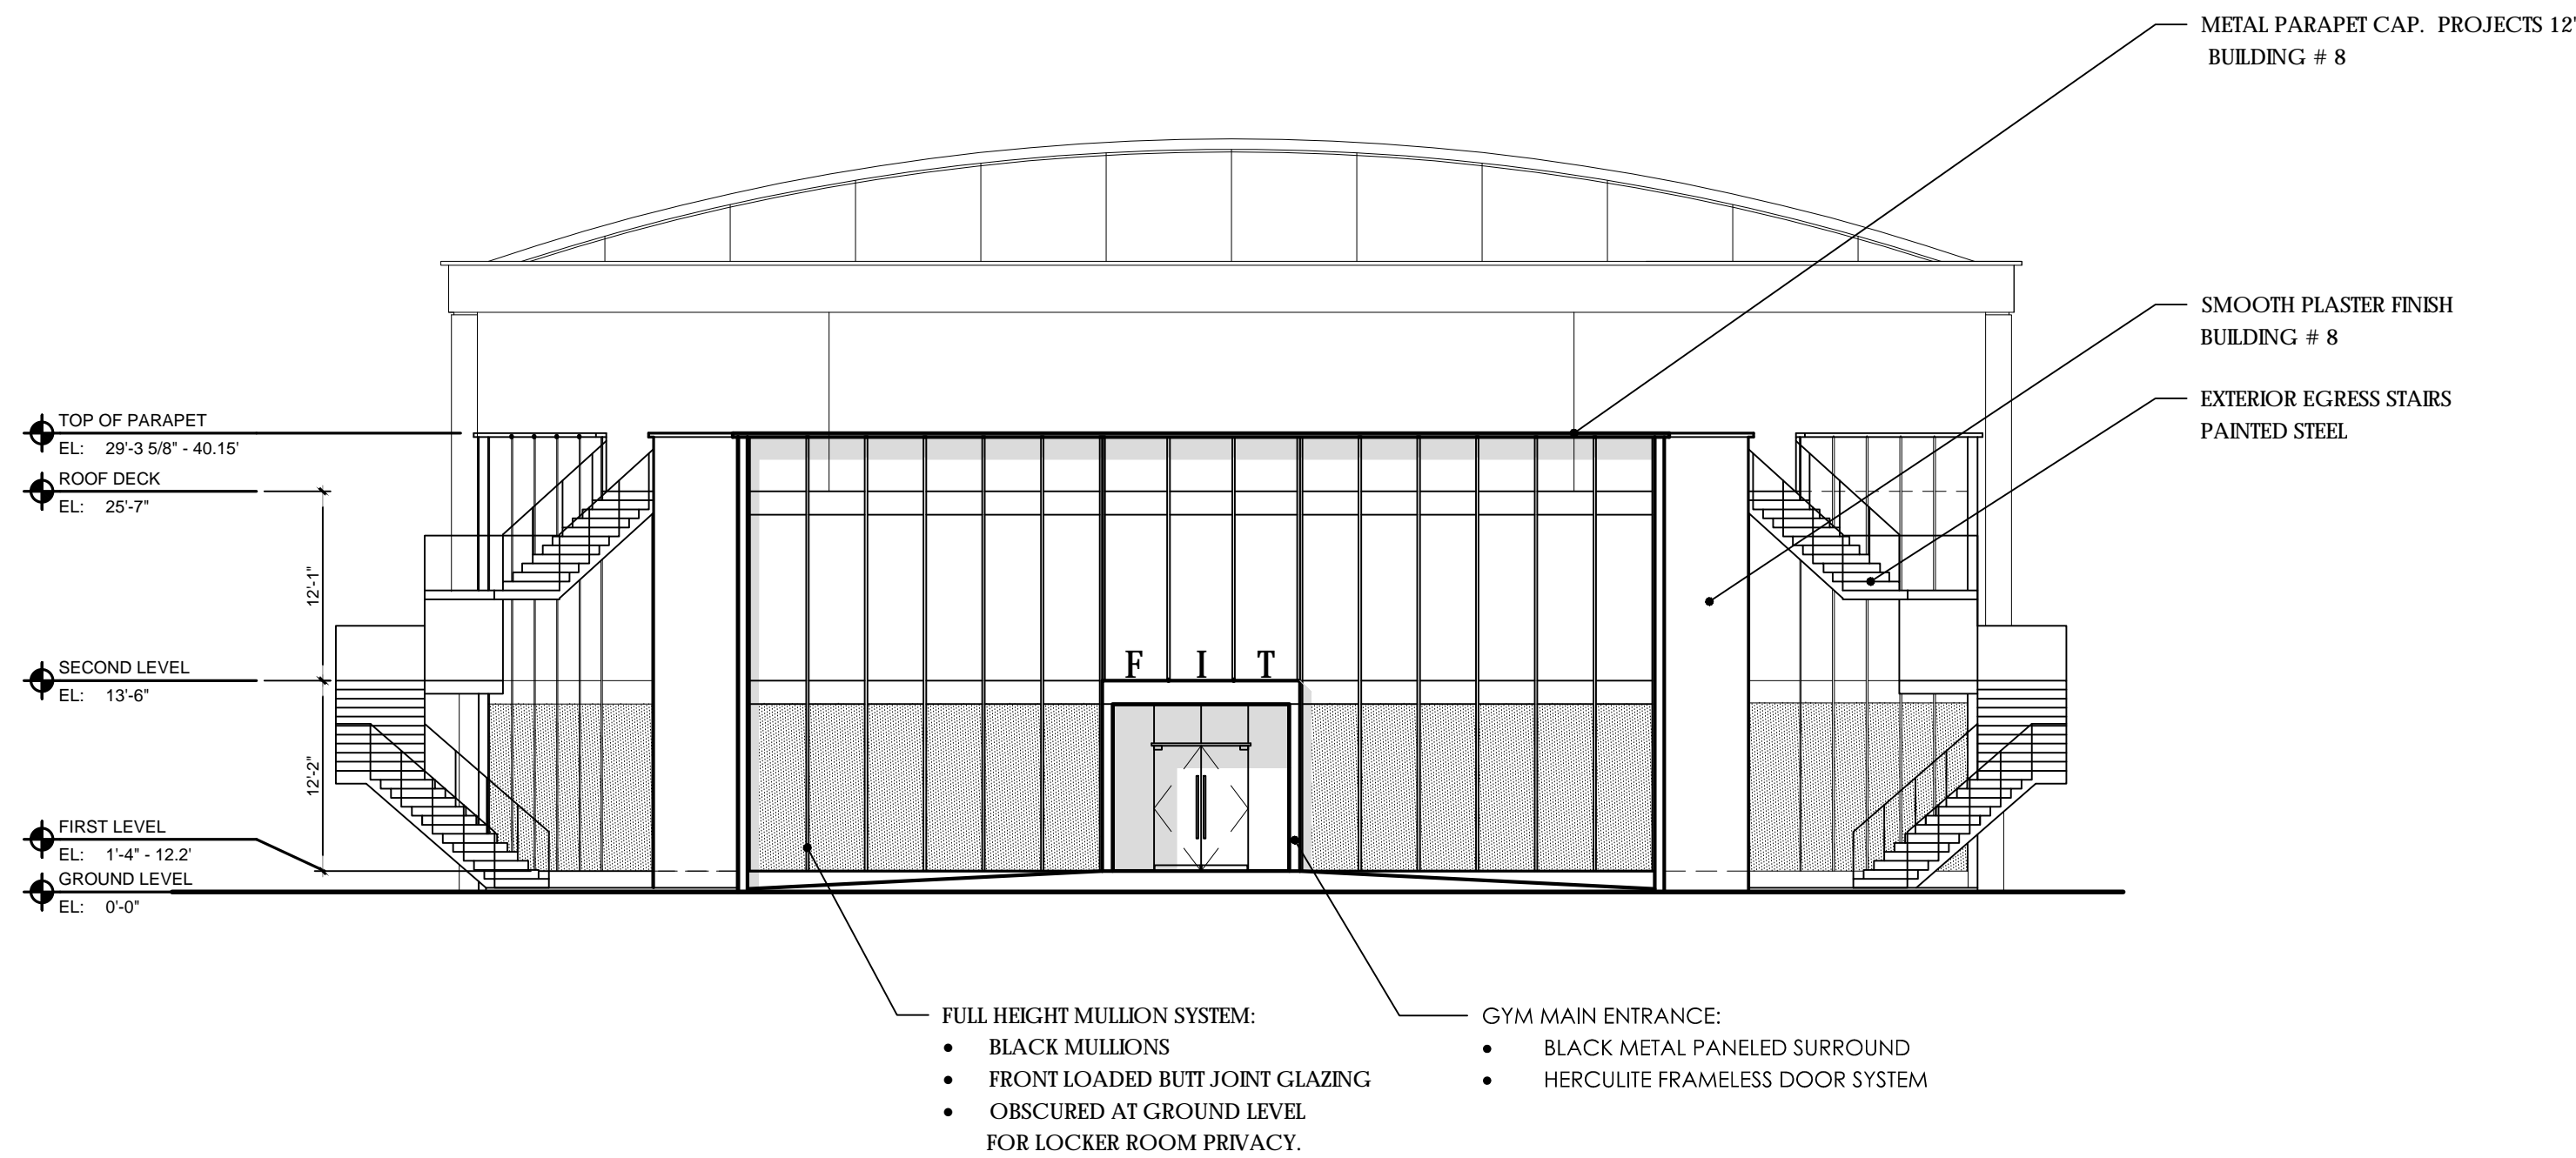 METAL PARAPET CAP. PROJECTS 12"
BUILDING # 8
SMOOTH PLASTER FINISH
BUILDING # 8
EXTERIOR EGRESS STAIRS
PAINTED STEEL
TOP OF PARAPET
EL: 29'-3 5/8" - 40.15'
ROOF DECK
EL: 25'-7"
12'-1"
SECOND LEVEL
EL: 13'-6"
12'-2"
FIRST LEVEL
EL: 1'-4" - 12.2'
GROUND LEVEL
EL: 0'-0"
F I T
FULL HEIGHT MULLION SYSTEM:
• BLACK MULLIONS
• FRONT LOADED BUTT JOINT GLAZING
• OBSCURED AT GROUND LEVEL
FOR LOCKER ROOM PRIVACY.
GYM MAIN ENTRANCE:
• BLACK METAL PANELED SURROUND
• HERCULITE FRAMELESS DOOR SYSTEM